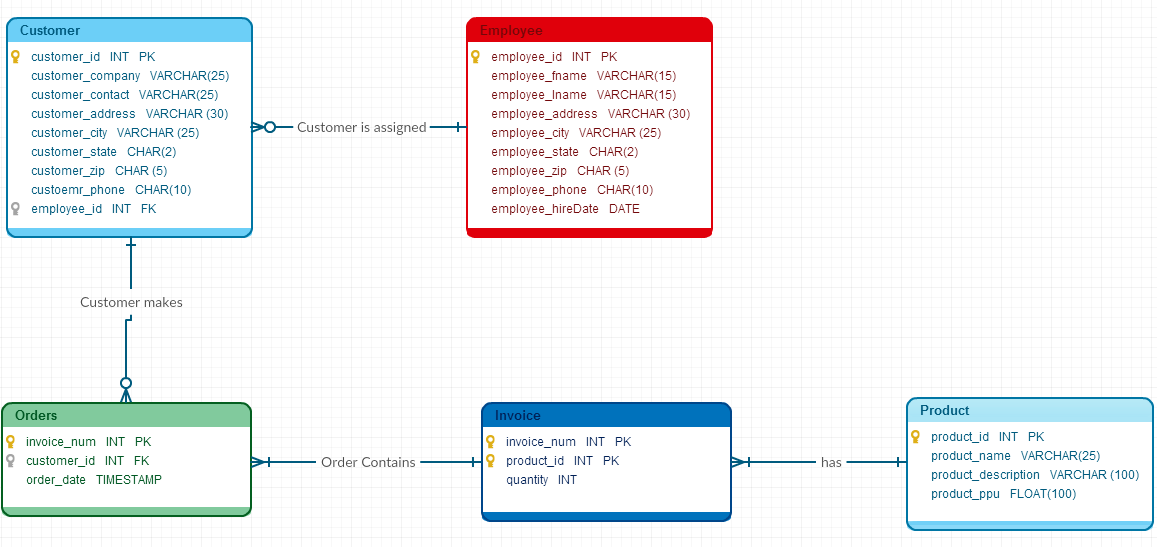 Customer
customer_id INT PK
customer_company VARCHAR(25)
customer_contact VARCHAR(25)
customer_address VARCHAR (30)
customer_city VARCHAR (25)
customer_state CHAR(2)
customer_zip CHAR (5)
custoemr_phone CHAR(10)
employee_id INT FK
Customer is assigned
Employee
employee_id INT PK
employee_fname VARCHAR(15)
employee_lname VARCHAR(15)
employee_address VARCHAR (30)
employee_city VARCHAR (25)
employee_state CHAR(2)
employee_zip CHAR (5)
employee_phone CHAR(10)
employee_hireDate DATE
Customer makes
Orders
invoice_num INT PK
customer_id INT FK
order_date TIMESTAMP
Order Contains
Invoice
invoice_num INT PK
product_id INT PK
quantity INT
has
Product
product_id INT PK
product_name VARCHAR(25)
product_description VARCHAR (100)
product_ppu FLOAT(100)